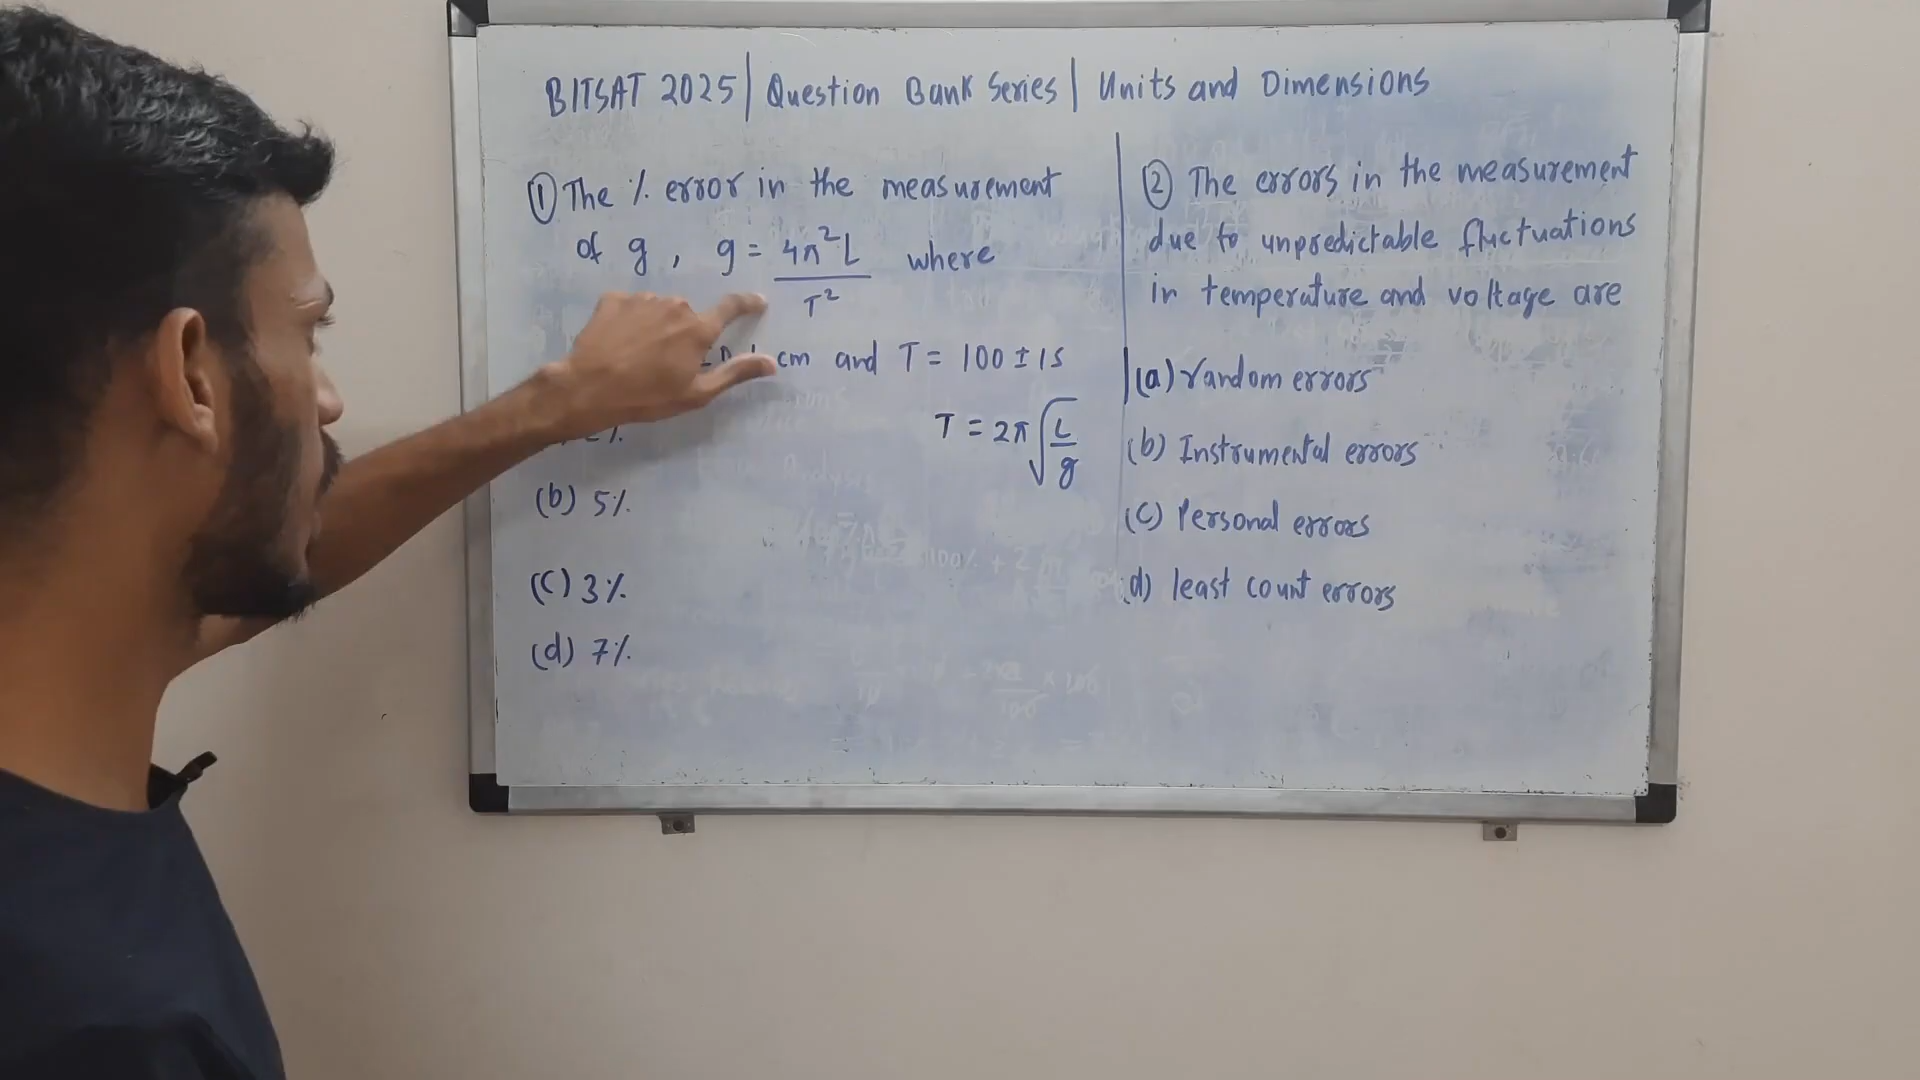 BITSAT 2025 | Question Bank Series | Units and Dimensions
① The % error in the measurement
of g , g = 4π²L / T² where
cm and T = 100 ± 1s
T = 2π√(L/g)
(b) 5%.
(c) 3%.
(d) 7%.
② The errors in the measurement
due to unpredictable fluctuations
in temperature and voltage are
(a) random errors
(b) Instrumental errors
(c) Personal errors
(d) least count errors